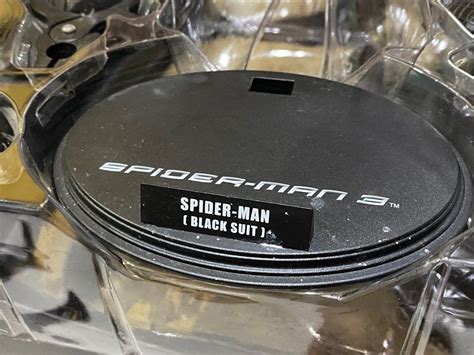 SPIDER-MAN 3™
SPIDER-MAN
( BLACK SUIT )